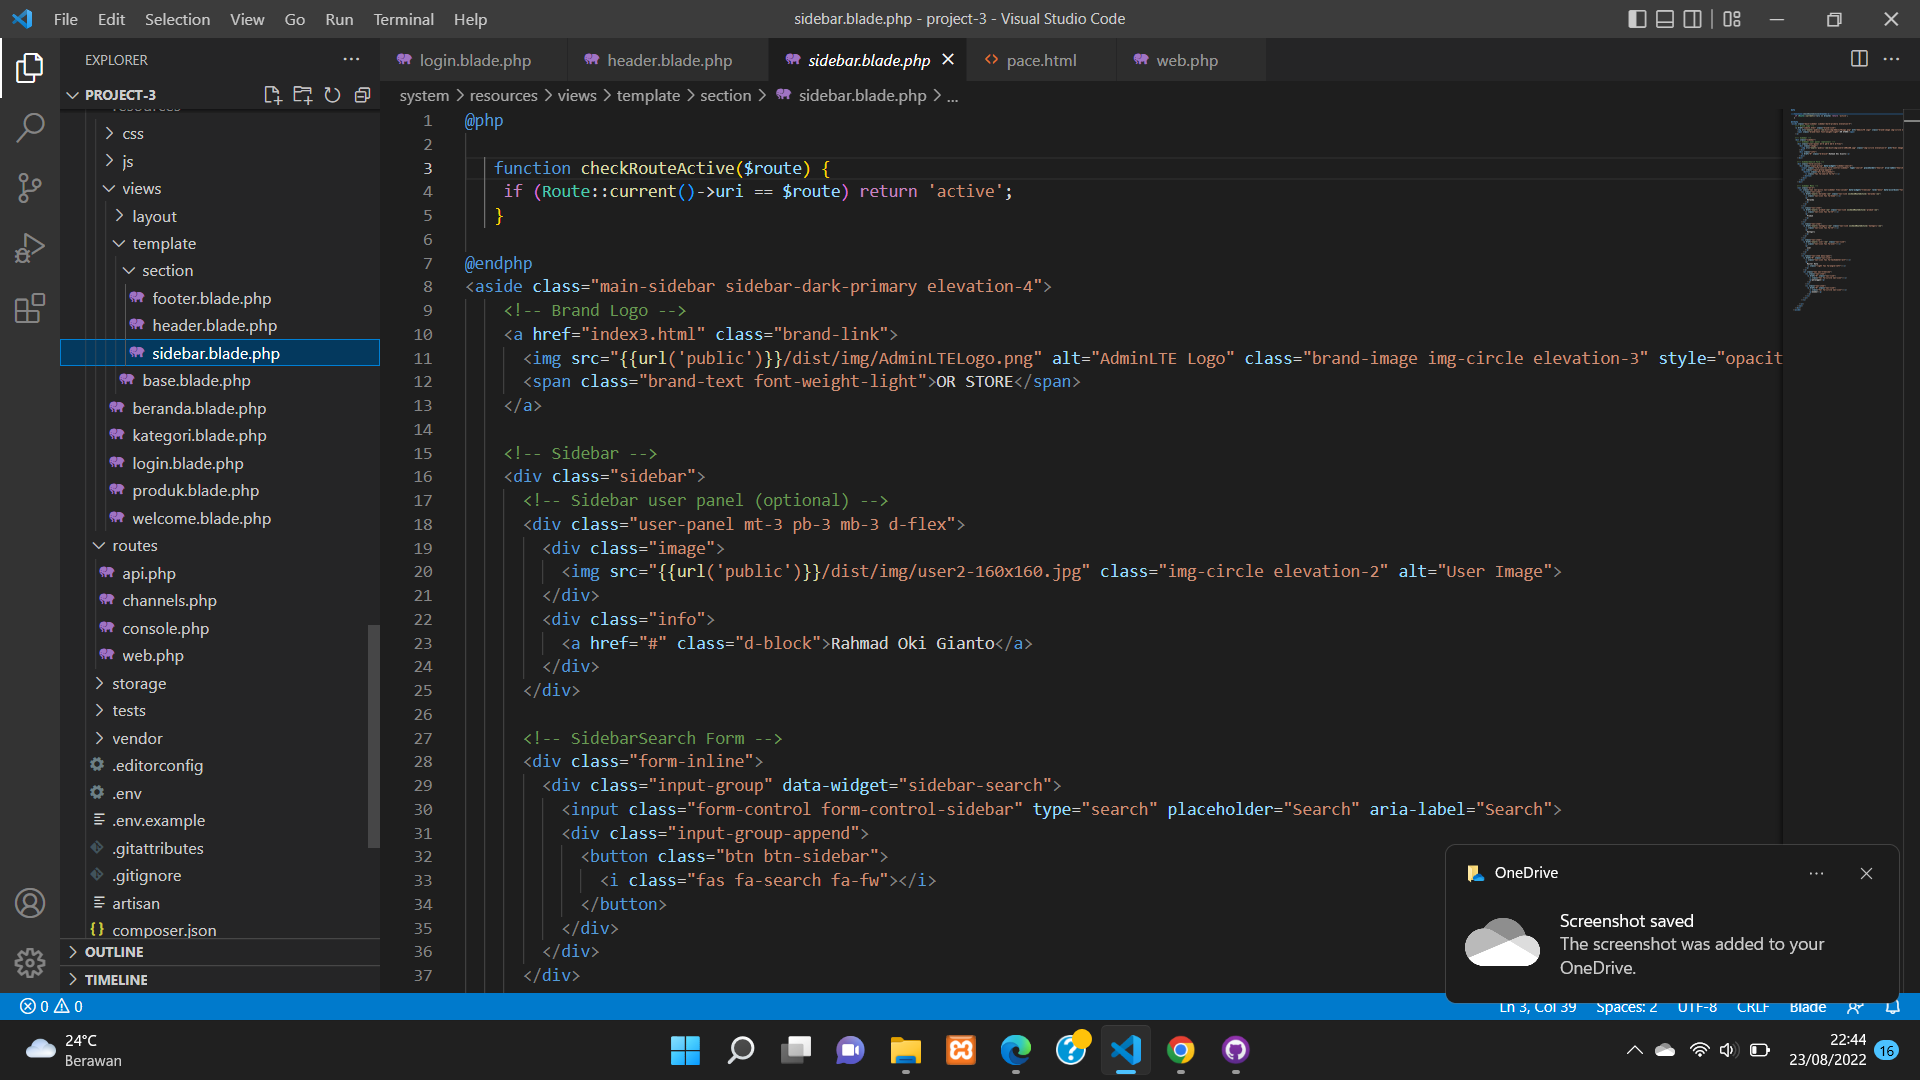 File Edit Selection View Go Run Terminal Help
sidebar.blade.php - project-3 - Visual Studio Code
EXPLORER
login.blade.php
header.blade.php
sidebar.blade.php
pace.html
web.php
PROJECT-3
system > resources > views > template > section > sidebar.blade.php > ...
resources
css
js
views
layout
template
section
footer.blade.php
header.blade.php
sidebar.blade.php
base.blade.php
beranda.blade.php
kategori.blade.php
login.blade.php
produk.blade.php
welcome.blade.php
routes
api.php
channels.php
console.php
web.php
storage
tests
vendor
.editorconfig
.env
.env.example
.gitattributes
.gitignore
artisan
composer.json
OUTLINE
TIMELINE
1 @php
2
3 function checkRouteActive($route) {
4 if (Route::current()->uri == $route) return 'active';
5 }
6
7 @endphp
8 <aside class="main-sidebar sidebar-dark-primary elevation-4">
9 <!-- Brand Logo -->
10 <a href="index3.html" class="brand-link">
11 <img src="{{url('public')}}/dist/img/AdminLTELogo.png" alt="AdminLTE Logo" class="brand-image img-circle elevation-3" style="opacit
12 <span class="brand-text font-weight-light">OR STORE</span>
13 </a>
14
15 <!-- Sidebar -->
16 <div class="sidebar">
17 <!-- Sidebar user panel (optional) -->
18 <div class="user-panel mt-3 pb-3 mb-3 d-flex">
19 <div class="image">
20 <img src="{{url('public')}}/dist/img/user2-160x160.jpg" class="img-circle elevation-2" alt="User Image">
21 </div>
22 <div class="info">
23 <a href="#" class="d-block">Rahmad Oki Gianto</a>
24 </div>
25 </div>
26
27 <!-- SidebarSearch Form -->
28 <div class="form-inline">
29 <div class="input-group" data-widget="sidebar-search">
30 <input class="form-control form-control-sidebar" type="search" placeholder="Search" aria-label="Search">
31 <div class="input-group-append">
32 <button class="btn btn-sidebar">
33 <i class="fas fa-search fa-fw"></i>
34 </button>
35 </div>
36 </div>
37 </div>
OneDrive
Screenshot saved
The screenshot was added to your
OneDrive.
0 0
Ln 3, Col 39 Spaces: 2 UTF-8 CRLF Blade
24°C
Berawan
22:44
23/08/2022
16